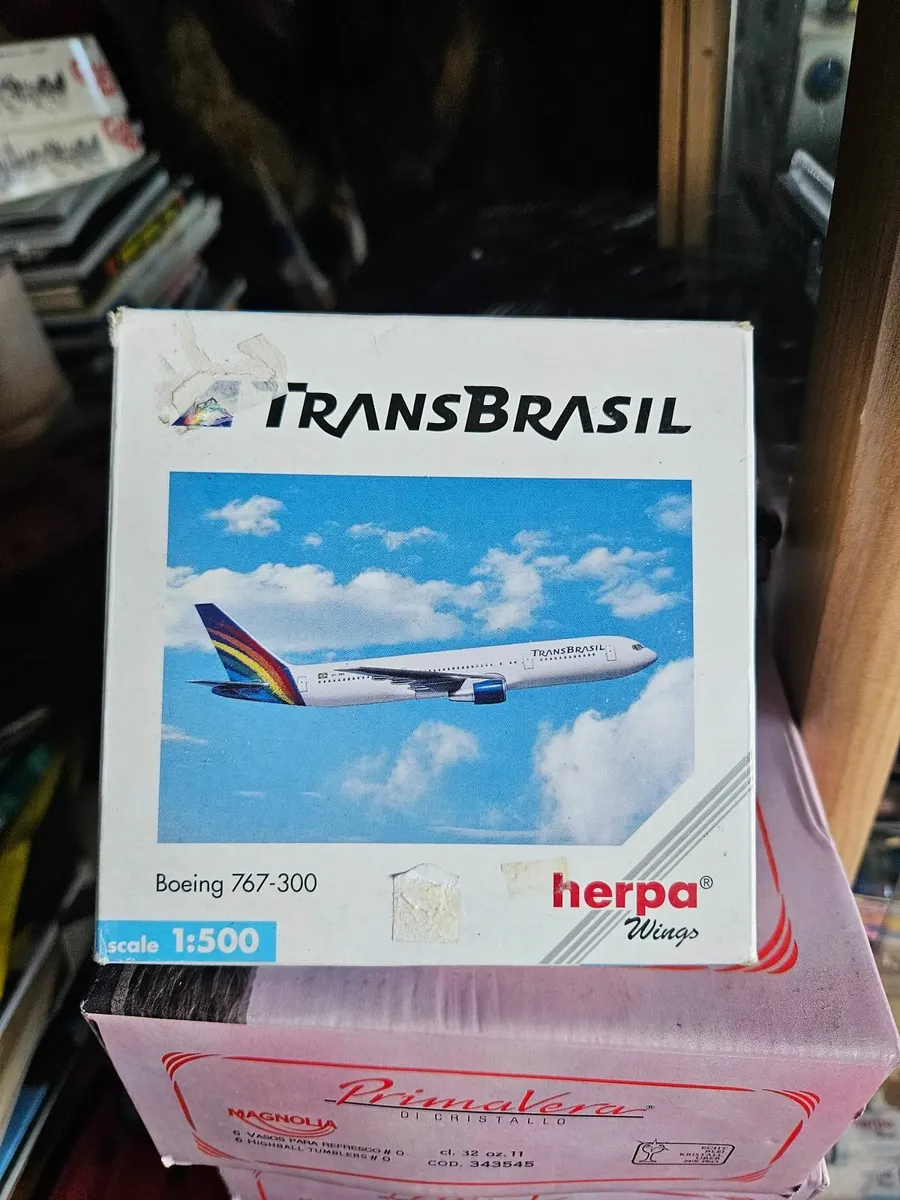 TRANSBRASIL
TRANSBRASIL
Boeing 767-300
herpa®
Wings
scale 1:500
PrimaVera®
DI CRISTALLO
MAGNOLIA
6 VASOS PARA REFRESCO # 0
6 HIGHBALL TUMBLERS # 0
cl. 32 oz. 11
COD. 343545